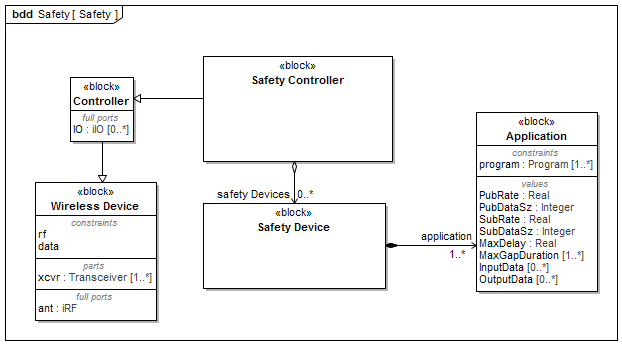 bdd Safety [ Safety ]
«block»
Controller
full ports
IO : iIO [0..*]
«block»
Safety Controller
«block»
Wireless Device
constraints
rf
data
parts
xcvr : Transceiver [1..*]
full ports
ant : iRF
safety Devices 0..*
«block»
Safety Device
application
1..*
«block»
Application
constraints
program : Program [1..*]
values
PubRate : Real
PubDataSz : Integer
SubRate : Real
SubDataSz : Integer
MaxDelay : Real
MaxGapDuration [1..*]
InputData [0..*]
OutputData [0..*]